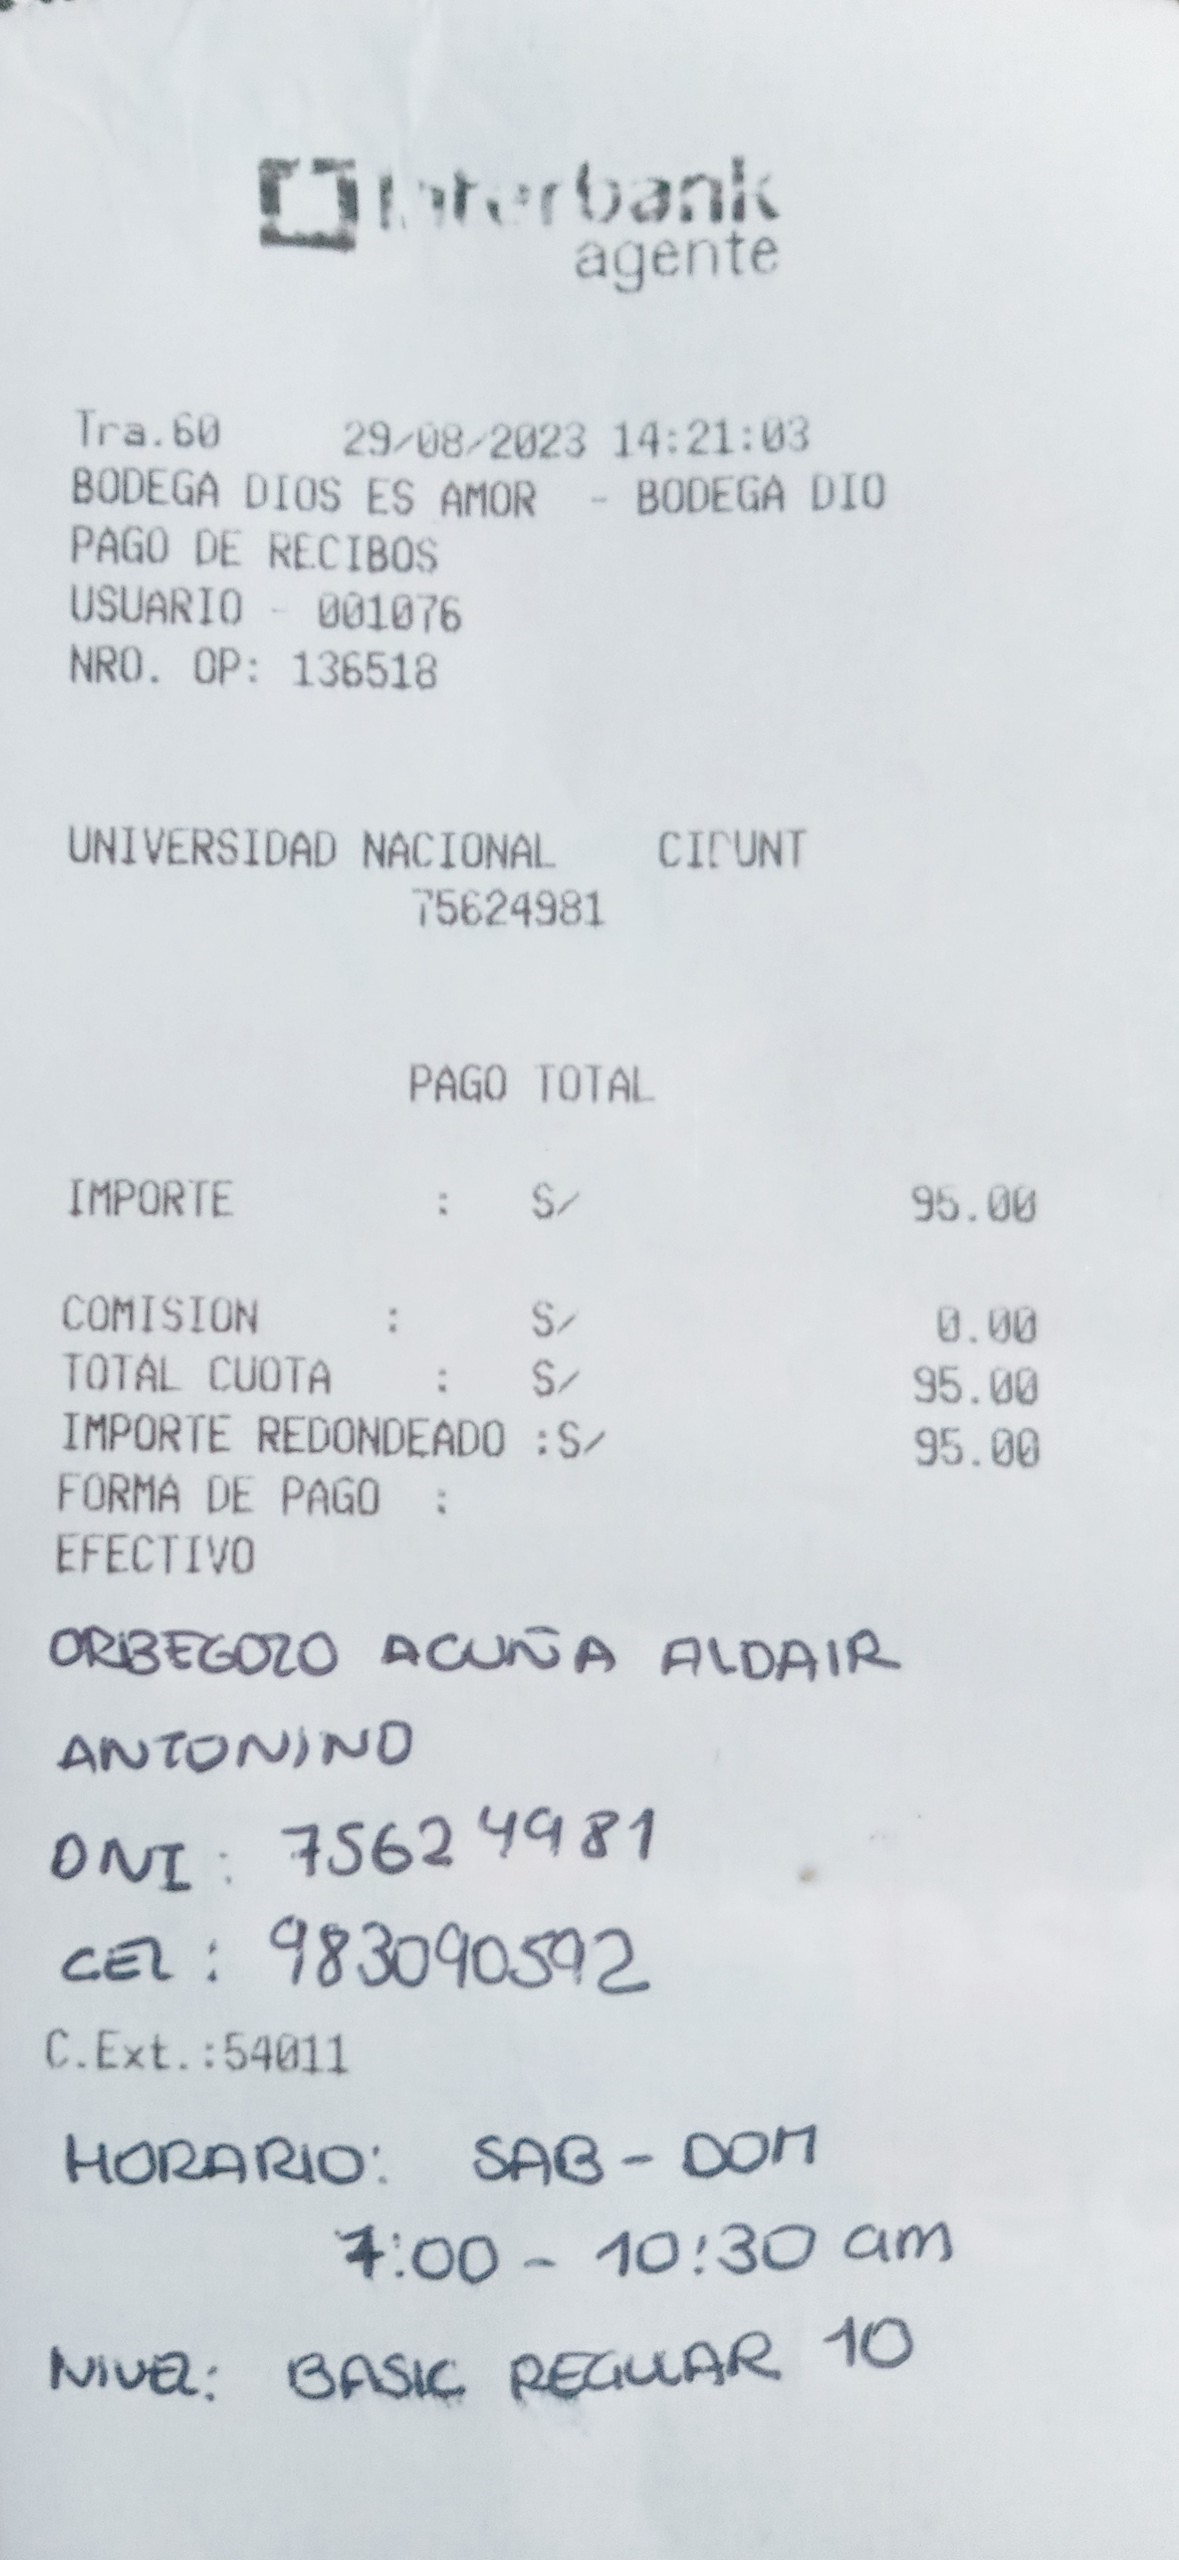 Interbank
agente
Tra.60 29/08/2023 14:21:03
BODEGA DIOS ES AMOR - BODEGA DIO
PAGO DE RECIBOS
USUARIO - 001076
NRO. OP: 136518
UNIVERSIDAD NACIONAL CIDUNT
75624981
PAGO TOTAL
IMPORTE : S/ 95.00
COMISION : S/ 0.00
TOTAL CUOTA : S/ 95.00
IMPORTE REDONDEADO :S/ 95.00
FORMA DE PAGO :
EFECTIVO
ORBEGOZO ACUÑA ALDAIR
ANTONINO
DNI: 75624981
CEL: 983090592
C.Ext.:54011
HORARIO: SAB - DOM
7:00 - 10:30 am
NIVEL: BASIC REGULAR 10